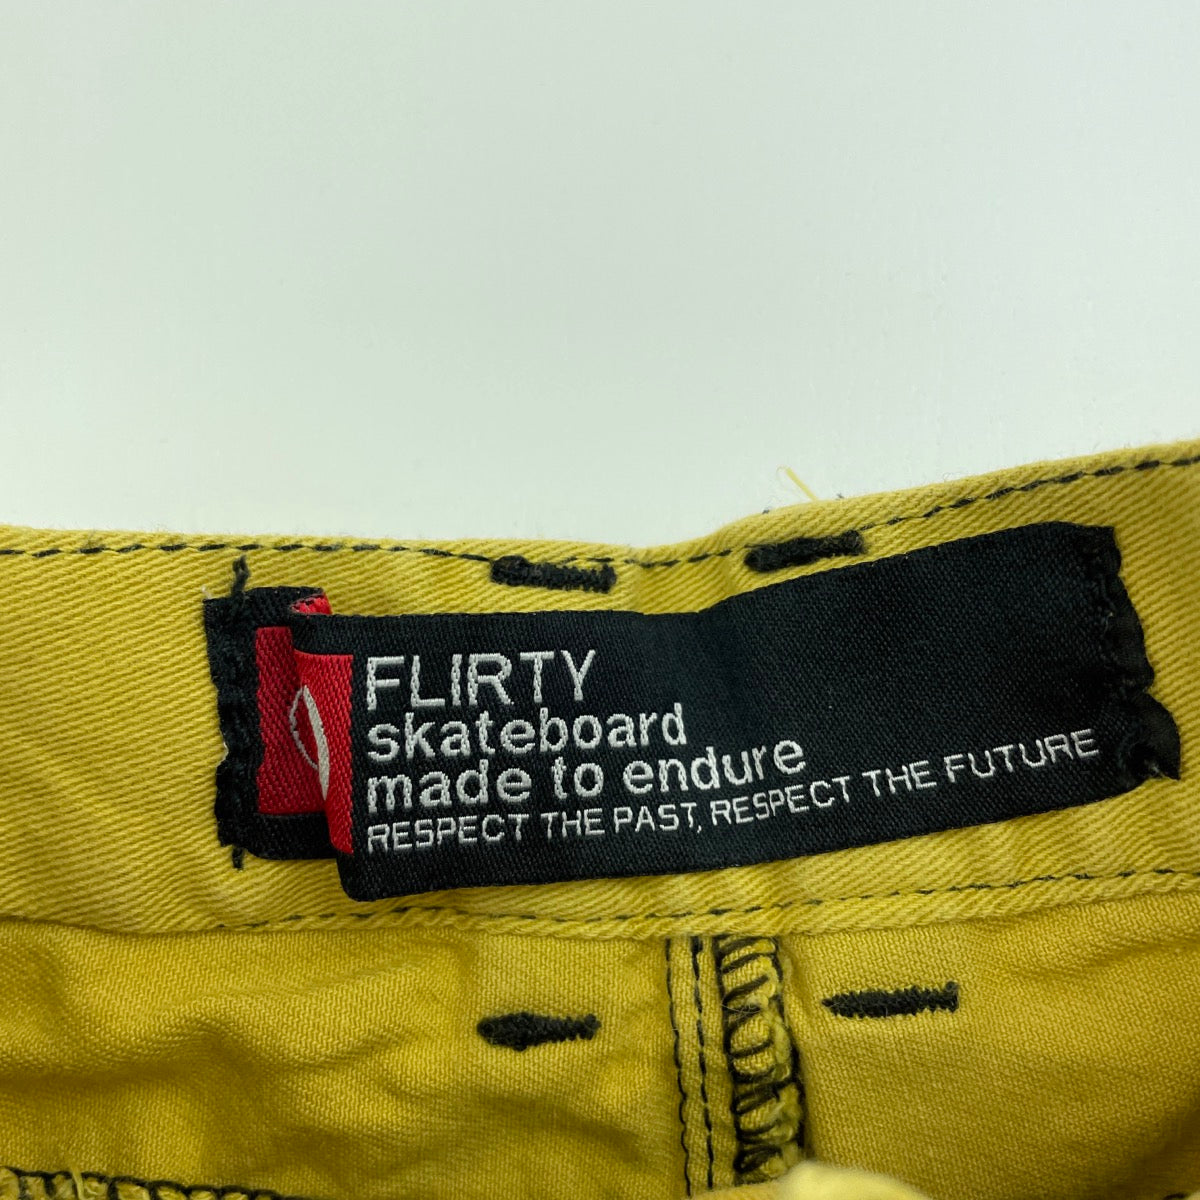 FLIRTY
skateboard
made to endure
RESPECT THE PAST, RESPECT THE FUTURE